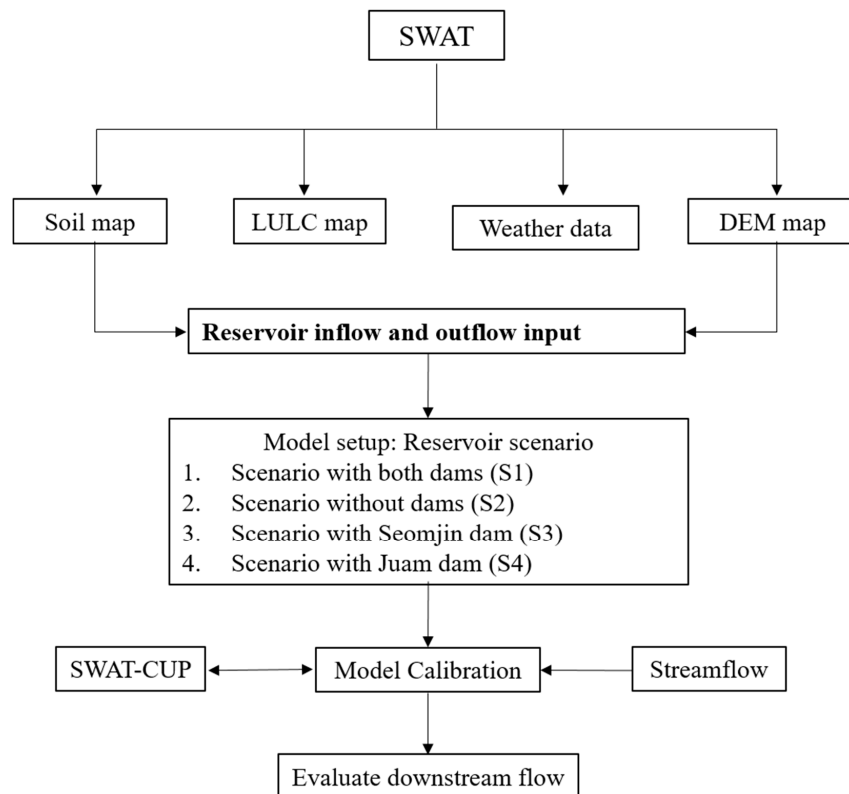 SWAT
Soil map
LULC map
Weather data
DEM map
Reservoir inflow and outflow input
Model setup: Reservoir scenario
1. Scenario with both dams (S1)
2. Scenario without dams (S2)
3. Scenario with Seomjin dam (S3)
4. Scenario with Juam dam (S4)
SWAT-CUP
Model Calibration
Streamflow
Evaluate downstream flow